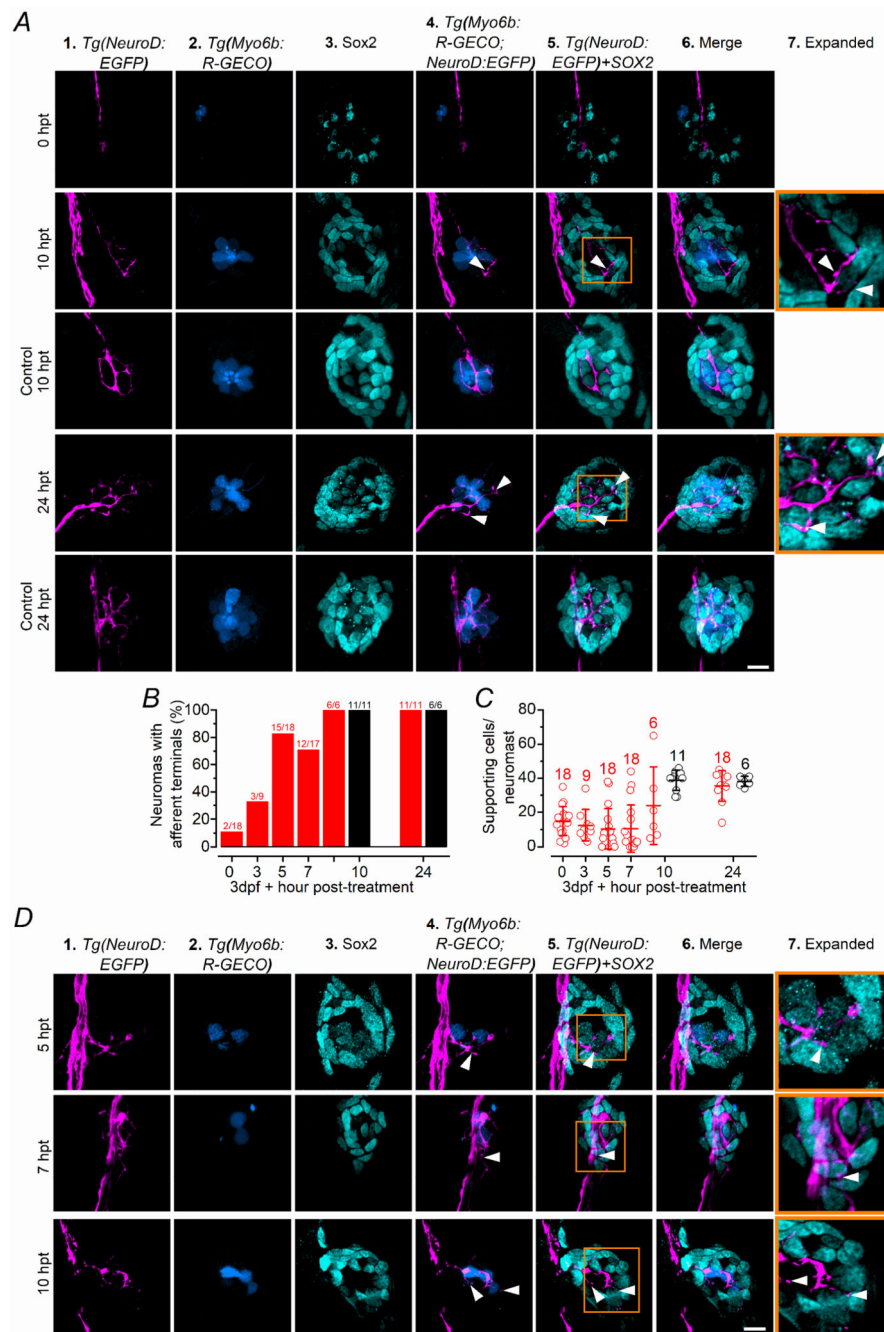 A
1. Tg(NeuroD:
EGFP)
2. Tg(Myo6b:
R-GECO)
3. Sox2
4. Tg(Myo6b:
R-GECO;
NeuroD:EGFP)
5. Tg(NeuroD:
EGFP)+SOX2
6. Merge
7. Expanded
0 hpt
10 hpt
Control
10 hpt
24 hpt
Control
24 hpt
B
Neuromas with
afferent terminals (%)
100
80
60
40
20
0
2/18
3/9
15/18
12/17
6/6
11/11
11/11
6/6
0 3 5 7 10 24
3dpf + hour post-treatment
C
Supporting cells/
neuromast
80
60
40
20
0
18
9
18
18
6
11
18
6
0 3 5 7 10 24
3dpf + hour post-treatment
D
1. Tg(NeuroD:
EGFP)
2. Tg(Myo6b:
R-GECO)
3. Sox2
4. Tg(Myo6b:
R-GECO;
NeuroD:EGFP)
5. Tg(NeuroD:
EGFP)+SOX2
6. Merge
7. Expanded
5 hpt
7 hpt
10 hpt